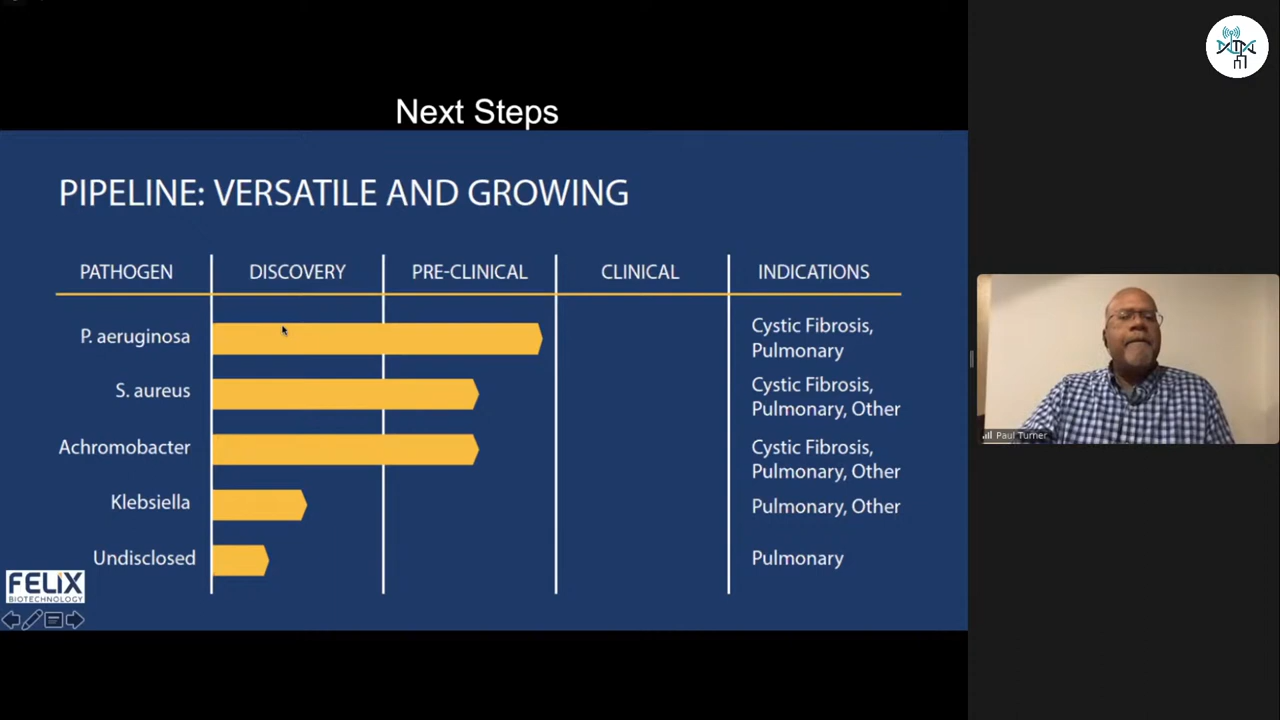 Next Steps
PIPELINE: VERSATILE AND GROWING
PATHOGEN DISCOVERY PRE-CLINICAL CLINICAL INDICATIONS
P. aeruginosa Cystic Fibrosis,
Pulmonary
S. aureus Cystic Fibrosis,
Pulmonary, Other
Achromobacter Cystic Fibrosis,
Pulmonary, Other
Klebsiella Pulmonary, Other
Undisclosed Pulmonary
FELIX
BIOTECHNOLOGY
Paul Turner